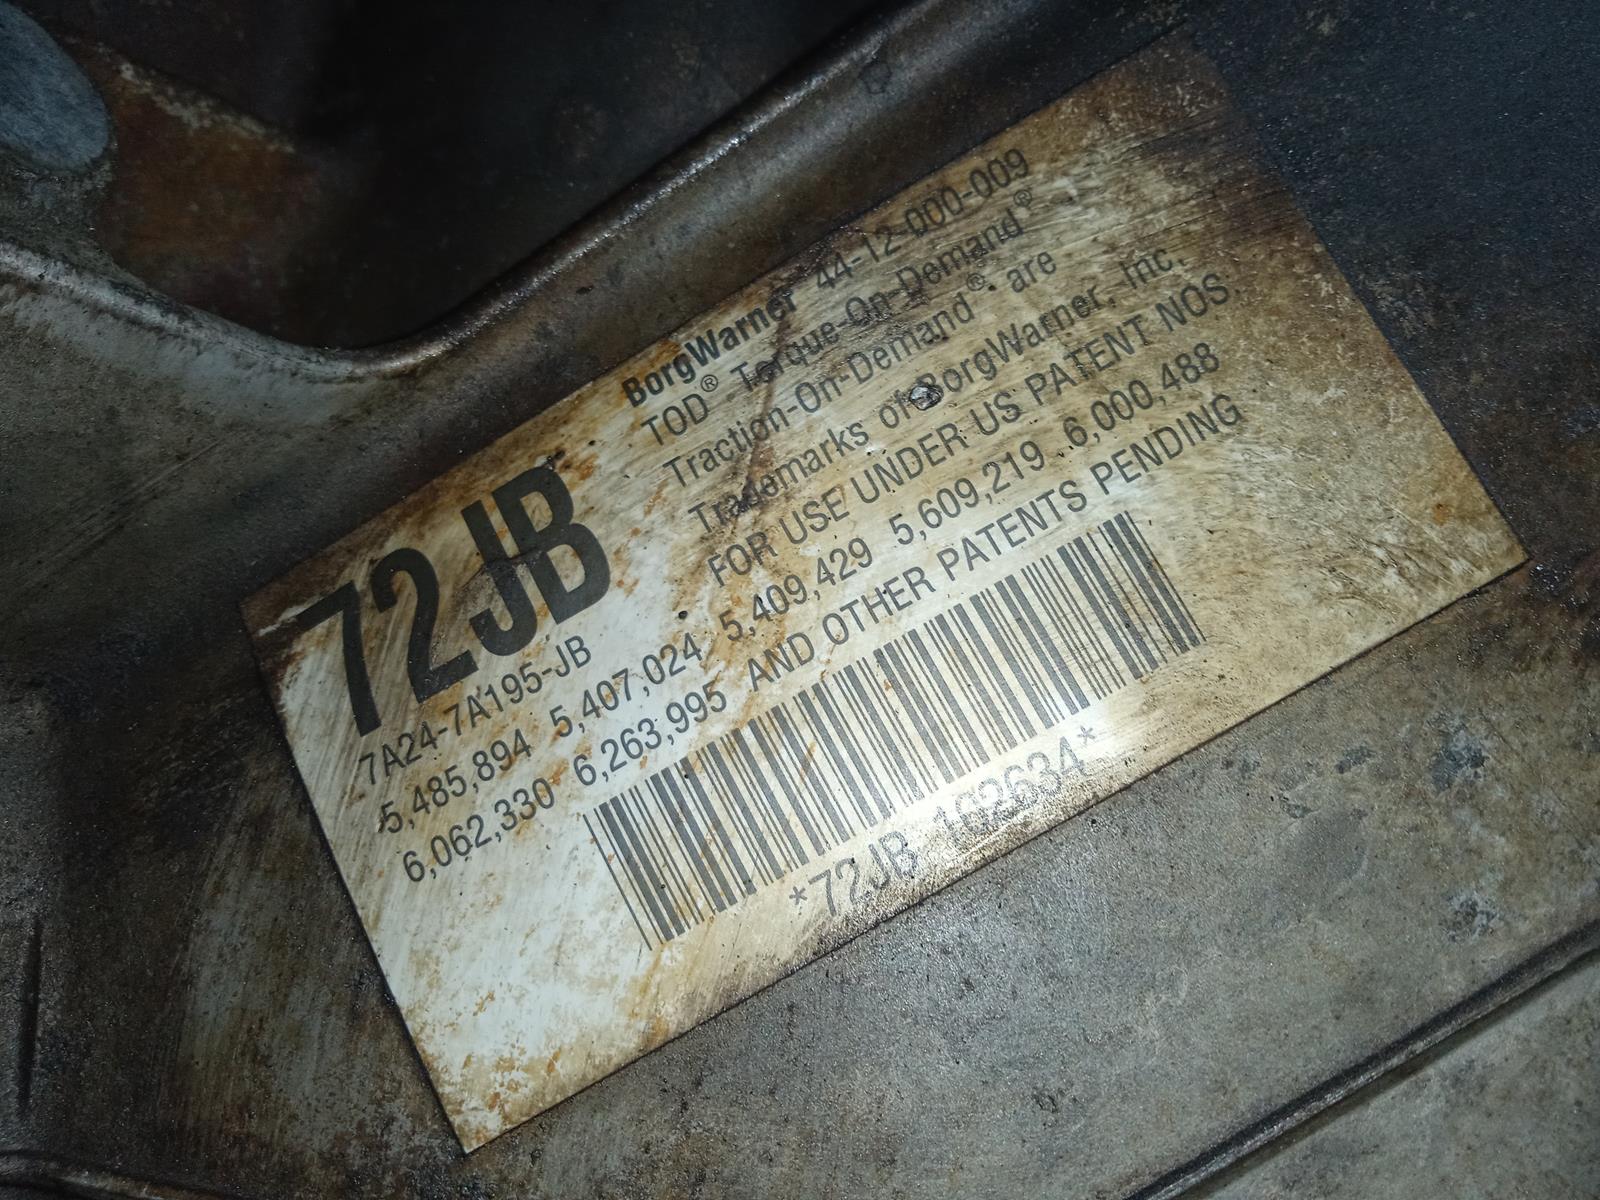 BorgWarner 44-12-000-009
TOD® Torque-On-Demand®
Traction-On-Demand® are
Trademarks of BorgWarner, Inc.
FOR USE UNDER US PATENT NOS.
72JB
7A24-7A195-JB
5,485,894 5,407,024 5,409,429 5,609,219 6,000,488
6,062,330 6,263,995 AND OTHER PATENTS PENDING
*72JB 102634*